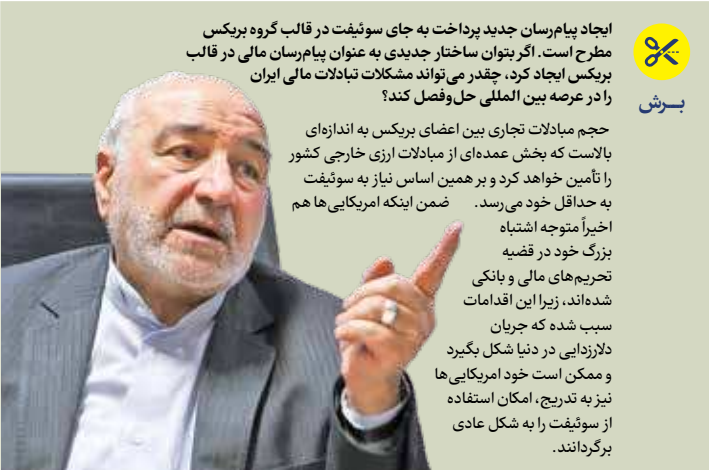 ایجاد پیام‌رسان جدید پرداخت به جای سوئیفت در قالب گروه بریکس
مطرح است. اگر بتوان ساختار جدیدی به عنوان پیام‌رسان مالی در قالب
بریکس ایجاد کرد، چقدر می‌تواند مشکلات تبادلات مالی ایران
را در عرصه بین المللی حل‌وفصل کند؟
بــرش
حجم مبادلات تجاری بین اعضای بریکس به اندازه‌ای
بالاست که بخش عمده‌ای از مبادلات ارزی خارجی کشور
را تأمین خواهد کرد و بر همین اساس نیاز به سوئیفت
به حداقل خود می‌رسد. ضمن اینکه امریکایی‌ها هم
اخیراً متوجه اشتباه
بزرگ خود در قضیه
تحریم‌های مالی و بانکی
شده‌اند، زیرا این اقدامات
سبب شده که جریان
دلارزدایی در دنیا شکل بگیرد
و ممکن است خود امریکایی‌ها
نیز به تدریج، امکان استفاده
از سوئیفت را به شکل عادی
برگردانند.